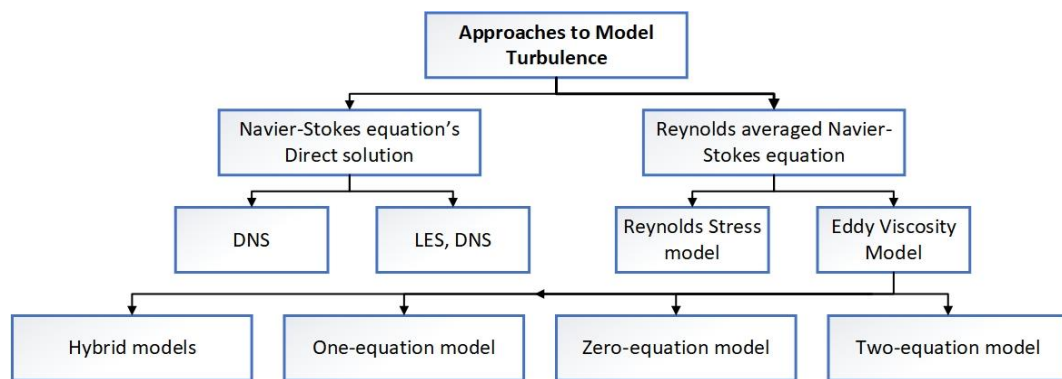 Approaches to Model
Turbulence
Navier-Stokes equation's
Direct solution
Reynolds averaged Navier-
Stokes equation
DNS
LES, DNS
Reynolds Stress
model
Eddy Viscosity
Model
Hybrid models
One-equation model
Zero-equation model
Two-equation model